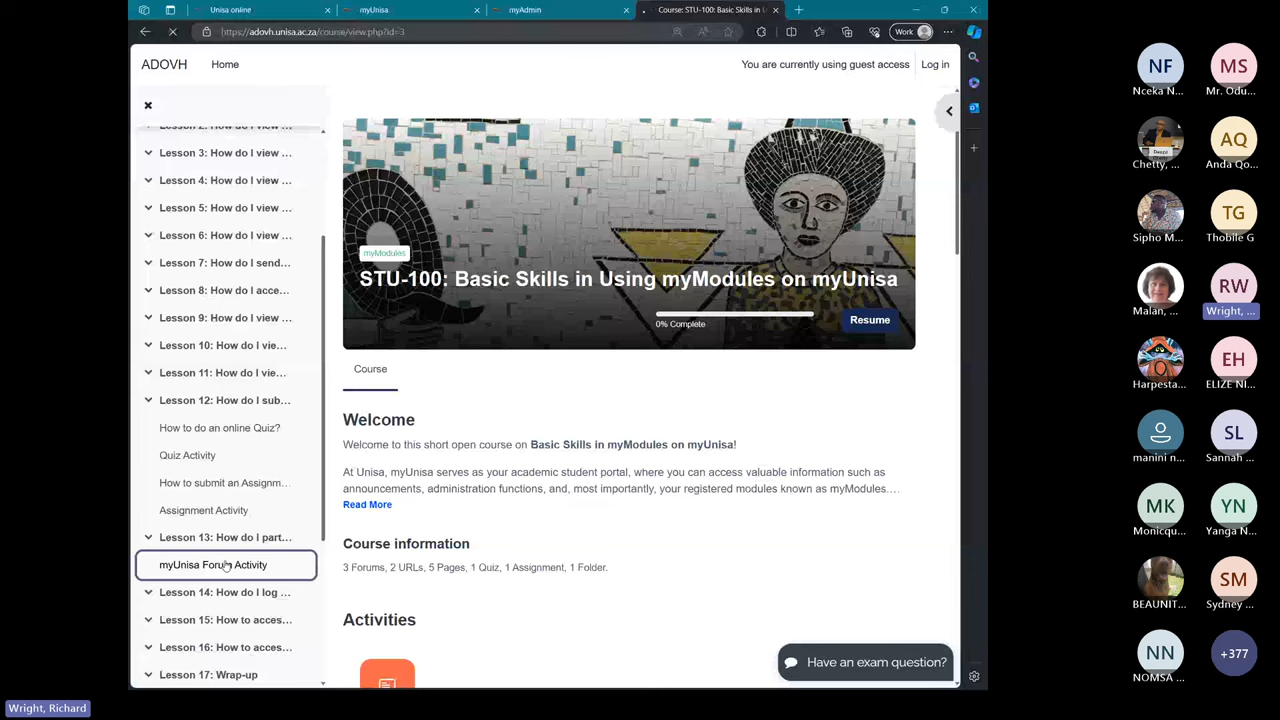 Unisa online
myUnisa
myAdmin
Course: STU-100: Basic Skills in U
https://adovh.unisa.ac.za/course/view.php?id=3
Work
ADOVH
Home
You are currently using guest access
Log in
Lesson 2: How do I view ...
Lesson 3: How do I view ...
Lesson 4: How do I view ...
Lesson 5: How do I view ...
Lesson 6: How do I view ...
Lesson 7: How do I send...
Lesson 8: How do I acce...
Lesson 9: How do I view ...
Lesson 10: How do I vie...
Lesson 11: How do I vie...
Lesson 12: How do I sub...
How to do an online Quiz?
Quiz Activity
How to submit an Assignm...
Assignment Activity
Lesson 13: How do I part...
myUnisa Forum Activity
Lesson 14: How do I log ...
Lesson 15: How to acces...
Lesson 16: How to acces...
Lesson 17: Wrap-up
myModules
STU-100: Basic Skills in Using myModules on myUnisa
0% Complete
Resume
Course
Welcome
Welcome to this short open course on Basic Skills in myModules on myUnisa!
At Unisa, myUnisa serves as your academic student portal, where you can access valuable information such as
announcements, administration functions, and, most importantly, your registered modules known as myModules....
Read More
Course information
3 Forums, 2 URLs, 5 Pages, 1 Quiz, 1 Assignment, 1 Folder.
Activities
Have an exam question?
NF
Nceka N...
MS
Mr. Odu...
Chetty, ...
AQ
Anda Qo...
Sipho M...
TG
Thobile G
Malan, ...
RW
Wright, ...
Harpesta...
EH
ELIZE NI...
manini n...
SL
Sannah ...
MK
Monicqu...
YN
Yanga N...
BEAUNIT...
SM
Sydney ...
NN
NOMSA ...
+377
Wright, Richard